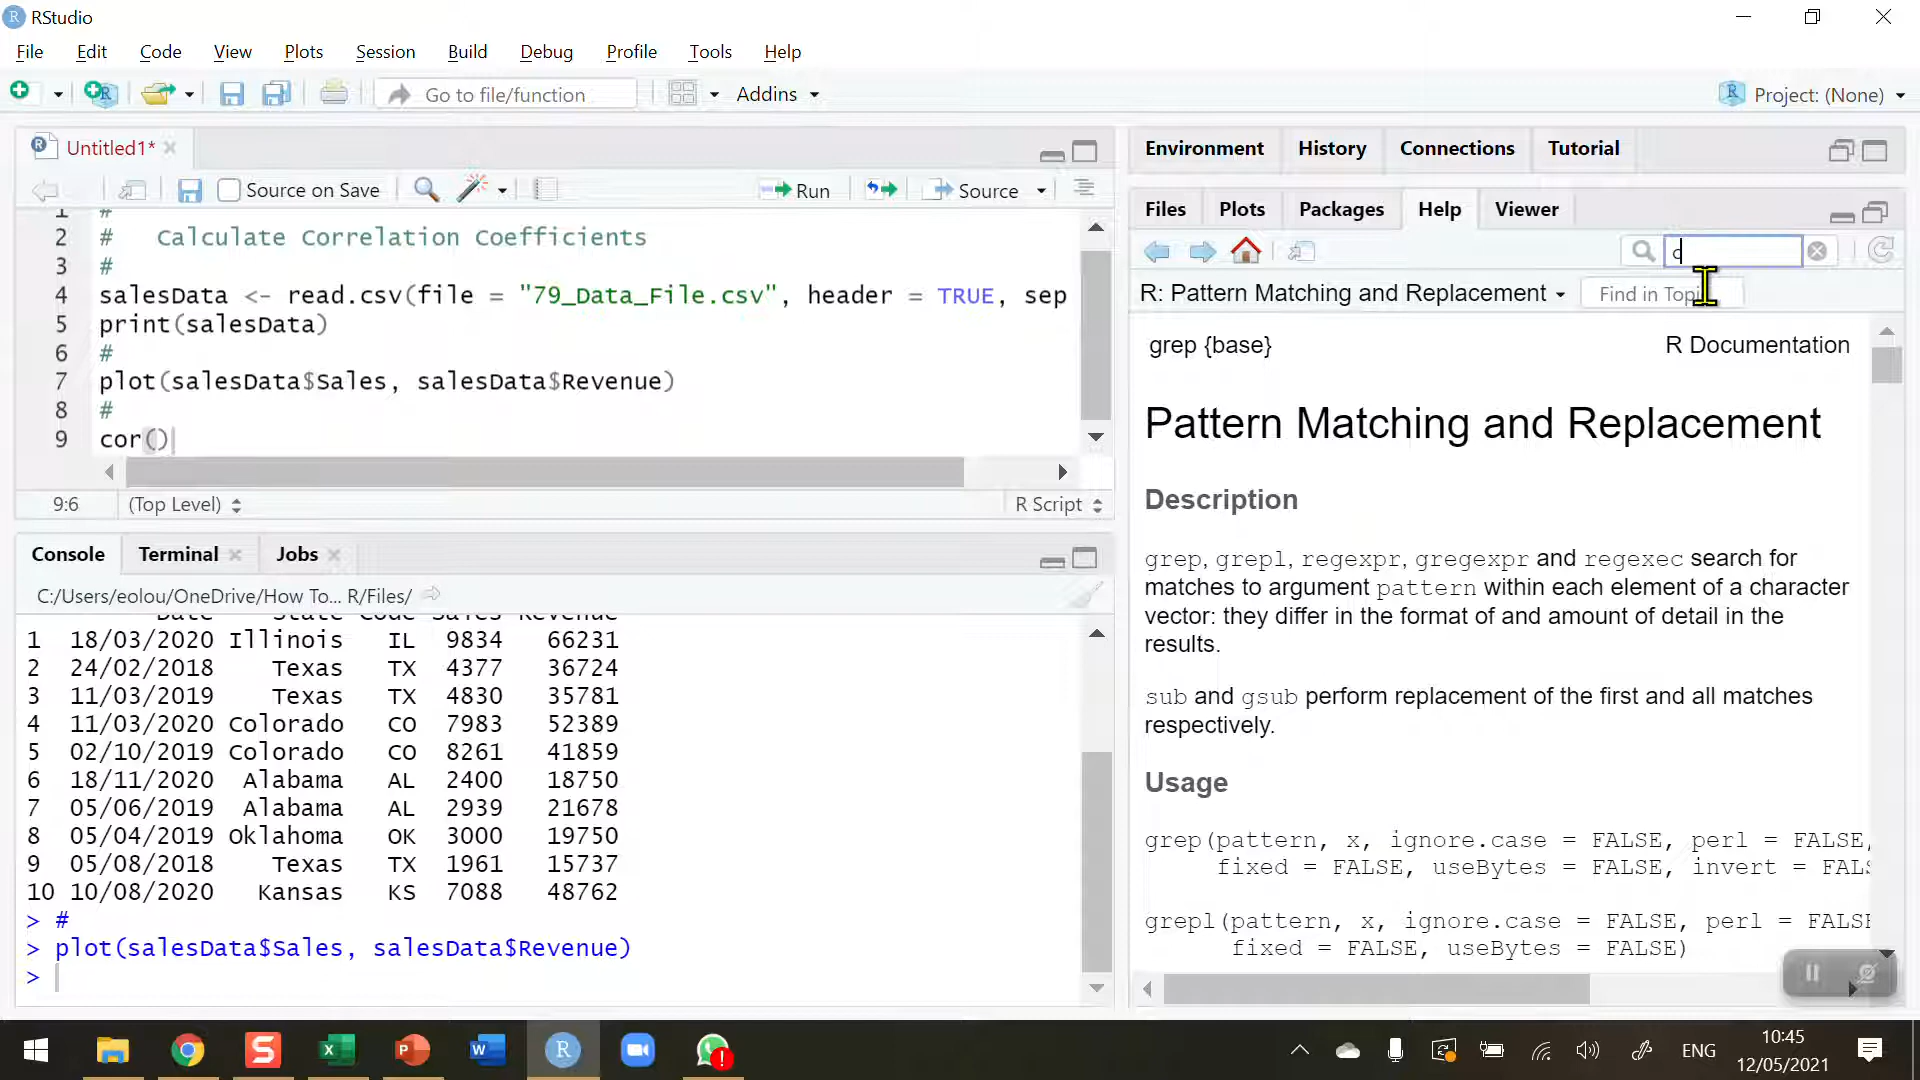 RStudio
File Edit Code View Plots Session Build Debug Profile Tools Help
Go to file/function Addins Project: (None)
Untitled1*
Source on Save Run Source
1 #
2 # Calculate Correlation Coefficients
3 #
4 salesData <- read.csv(file = "79_Data_File.csv", header = TRUE, sep
5 print(salesData)
6 #
7 plot(salesData$Sales, salesData$Revenue)
8 #
9 cor()
9:6 (Top Level) R Script
Console Terminal Jobs
C:/Users/eolou/OneDrive/How To... R/Files/
Date State Code Sales Revenue
1 18/03/2020 Illinois IL 9834 66231
2 24/02/2018 Texas TX 4377 36724
3 11/03/2019 Texas TX 4830 35781
4 11/03/2020 Colorado CO 7983 52389
5 02/10/2019 Colorado CO 8261 41859
6 18/11/2020 Alabama AL 2400 18750
7 05/06/2019 Alabama AL 2939 21678
8 05/04/2019 Oklahoma OK 3000 19750
9 05/08/2018 Texas TX 1961 15737
10 10/08/2020 Kansas KS 7088 48762
> #
> plot(salesData$Sales, salesData$Revenue)
>
Environment History Connections Tutorial
Files Plots Packages Help Viewer
c
R: Pattern Matching and Replacement Find in Topi
grep {base} R Documentation
Pattern Matching and Replacement
Description
grep, grepl, regexpr, gregexpr and regexec search for
matches to argument pattern within each element of a character
vector: they differ in the format of and amount of detail in the
results.
sub and gsub perform replacement of the first and all matches
respectively.
Usage
grep(pattern, x, ignore.case = FALSE, perl = FALSE,
fixed = FALSE, useBytes = FALSE, invert = FALS
grepl(pattern, x, ignore.case = FALSE, perl = FALSE
fixed = FALSE, useBytes = FALSE)
ENG
10:45
12/05/2021